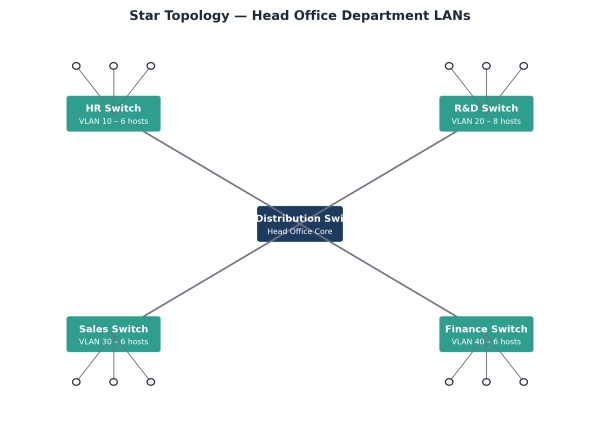 Star Topology — Head Office Department LANs
HR Switch
VLAN 10 – 6 hosts
R&D Switch
VLAN 20 – 8 hosts
Distribution Swi
Head Office Core
Sales Switch
VLAN 30 – 6 hosts
Finance Switch
VLAN 40 – 6 hosts